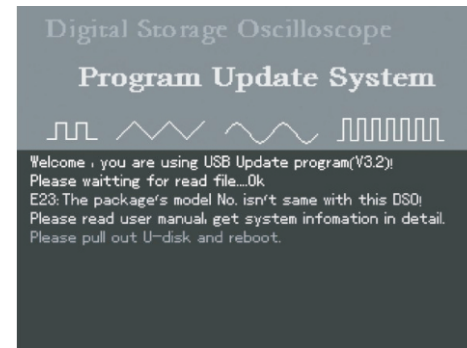 Digital Storage Oscilloscope
Program Update System
Welcome , you are using USB Update program(V3.2)!
Please waitting for read file....Ok
E23: The package's model No. isn't same with this DSO!
Please read user manual, get system infomation in detail.
Please pull out U-disk and reboot.